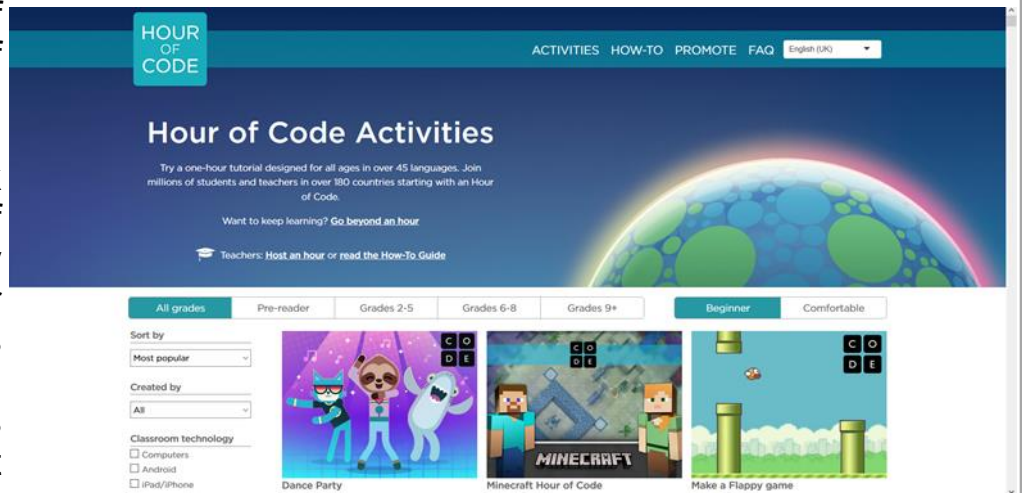 HOUR
OF
CODE
ACTIVITIES HOW-TO PROMOTE FAQ English (UK)
Hour of Code Activities
Try a one-hour tutorial designed for all ages in over 45 languages. Join
millions of students and teachers in over 180 countries starting with an Hour
of Code.
Want to keep learning? Go beyond an hour
Teachers: Host an hour or read the How-To Guide
All grades Pre-reader Grades 2-5 Grades 6-8 Grades 9+ Beginner Comfortable
Sort by
Most popular
Created by
All
Classroom technology
Computers
Android
iPad/iPhone
C O
D E
Dance Party
C O
D E
MINECRAFT
Minecraft Hour of Code
C O
D E
Make a Flappy game